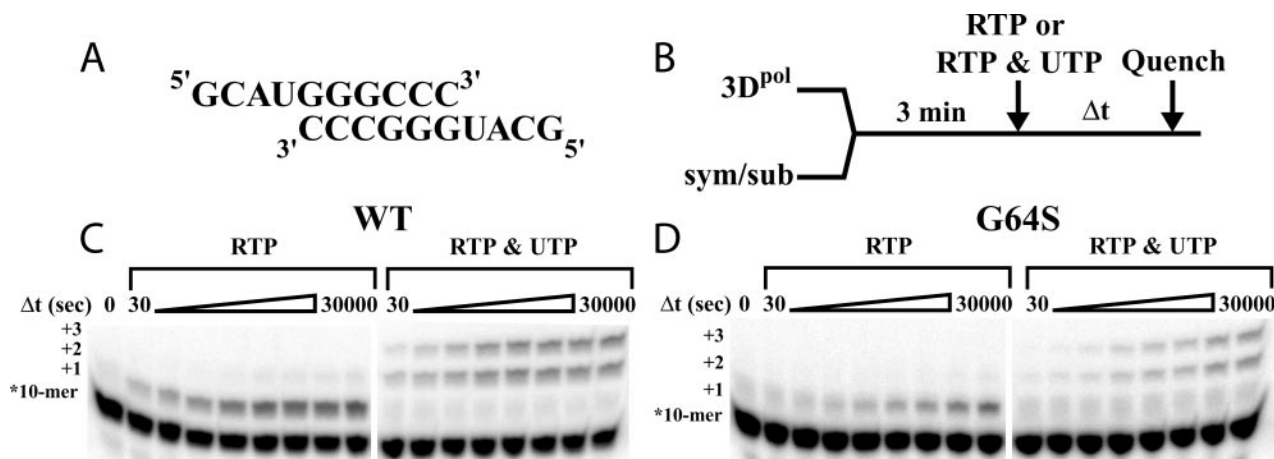 A
5'GCAUGGGCCC3'
3'CCCGGGUACG5'
B
RTP or
RTP & UTP
Quench
3Dpol
3 min
Δt
sym/sub
C
WT
RTP
RTP & UTP
Δt (sec) 0 30 30000 30 30000
+3
+2
+1
*10-mer
D
G64S
RTP
RTP & UTP
Δt (sec) 0 30 30000 30 30000
+3
+2
+1
*10-mer